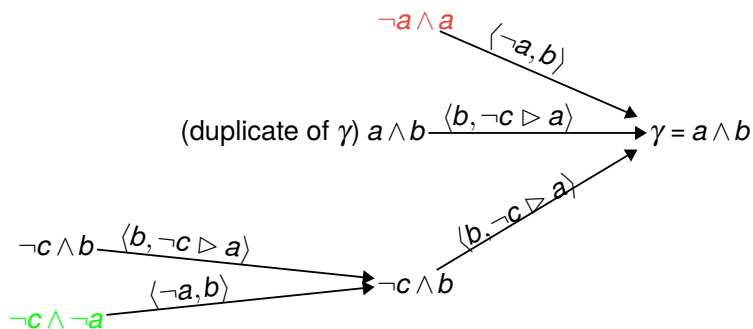 ¬a ∧ a
⟨¬a, b⟩
(duplicate of γ) a ∧ b
⟨b, ¬c ▷ a⟩
γ = a ∧ b
⟨b, ¬c ▷ a⟩
¬c ∧ b
⟨b, ¬c ▷ a⟩
¬c ∧ b
⟨¬a, b⟩
¬c ∧ ¬a